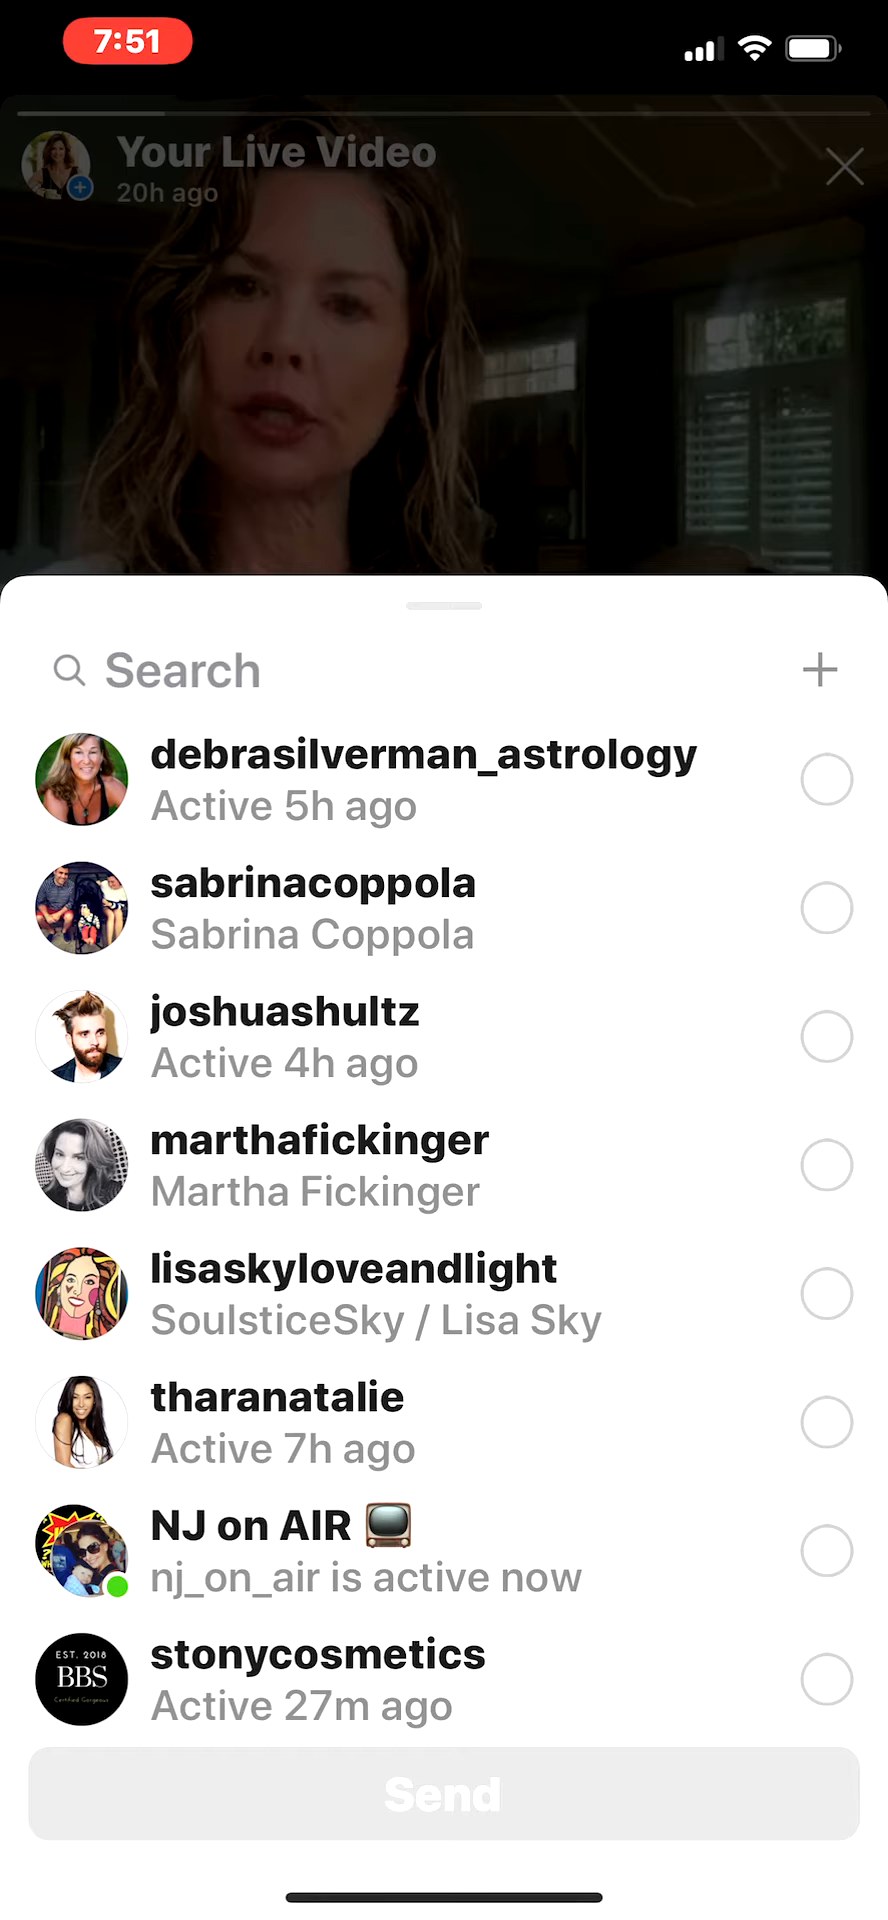 7:51
Your Live Video
20h ago
Search
debrasilverman_astrology
Active 5h ago
sabrinacoppola
Sabrina Coppola
joshuashultz
Active 4h ago
marthafickinger
Martha Fickinger
lisaskyloveandlight
SoulsticeSky / Lisa Sky
tharanatalie
Active 7h ago
NJ on AIR 📺
nj_on_air is active now
EST. 2018
BBS
Certified Gorgeous
stonycosmetics
Active 27m ago
Send